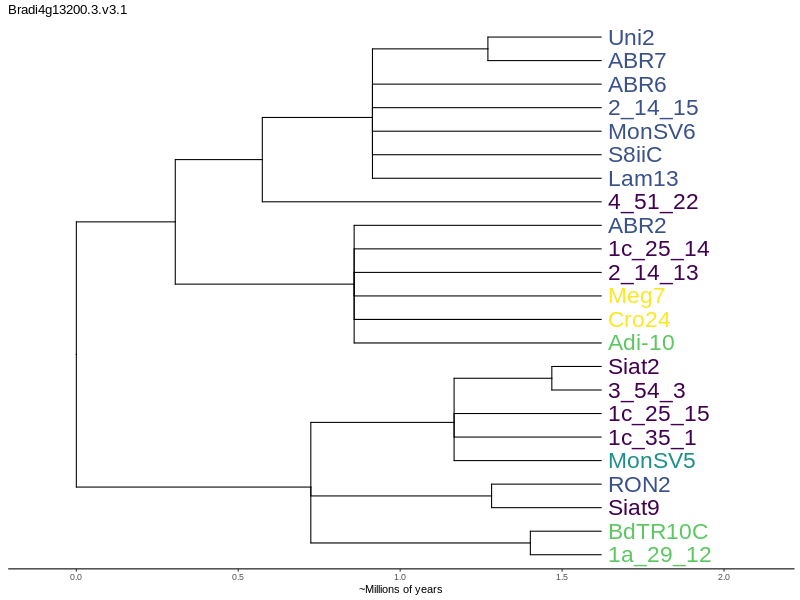 Bradi4g13200.3.v3.1
Uni2
ABR7
ABR6
2_14_15
MonSV6
S8iiC
Lam13
4_51_22
ABR2
1c_25_14
2_14_13
Meg7
Cro24
Adi-10
Siat2
3_54_3
1c_25_15
1c_35_1
MonSV5
RON2
Siat9
BdTR10C
1a_29_12
0.0 0.5 1.0 1.5 2.0
~Millions of years